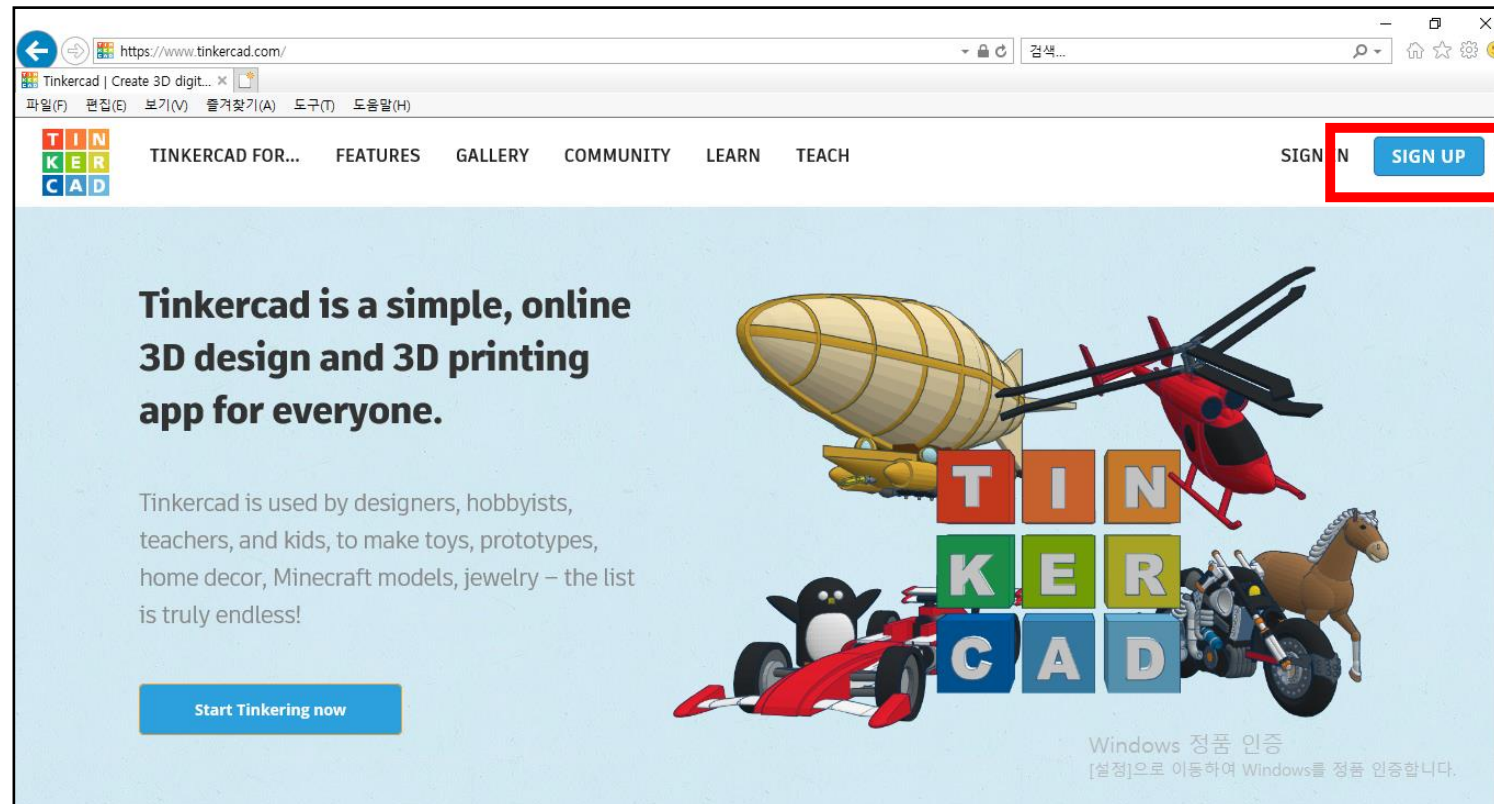 https://www.tinkercad.com/
검색...
Tinkercad | Create 3D digit...
파일(F) 편집(E) 보기(V) 즐겨찾기(A) 도구(T) 도움말(H)
TIN
KER
CAD
TINKERCAD FOR... FEATURES GALLERY COMMUNITY LEARN TEACH
SIGN UP
Tinkercad is a simple, online
3D design and 3D printing
app for everyone.
Tinkercad is used by designers, hobbyists,
teachers, and kids, to make toys, prototypes,
home decor, Minecraft models, jewelry – the list
is truly endless!
Start Tinkering now
TIN
KER
CAD
Windows 정품 인증
[설정]으로 이동하여 Windows를 정품 인증합니다.